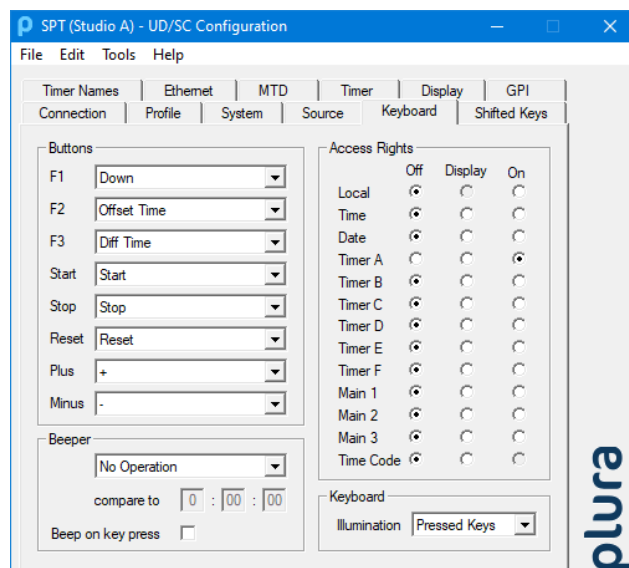 SPT (Studio A) - UD/SC Configuration
File Edit Tools Help
Timer Names Ethernet MTD Timer Display GPI
Connection Profile System Source Keyboard Shifted Keys
Buttons
F1 Down
F2 Offset Time
F3 Diff Time
Start Start
Stop Stop
Reset Reset
Plus +
Minus -
Beeper
No Operation
compare to 0 : 00 : 00
Beep on key press
Access Rights
Off Display On
Local
Time
Date
Timer A
Timer B
Timer C
Timer D
Timer E
Timer F
Main 1
Main 2
Main 3
Time Code
Keyboard
Illumination Pressed Keys
plura